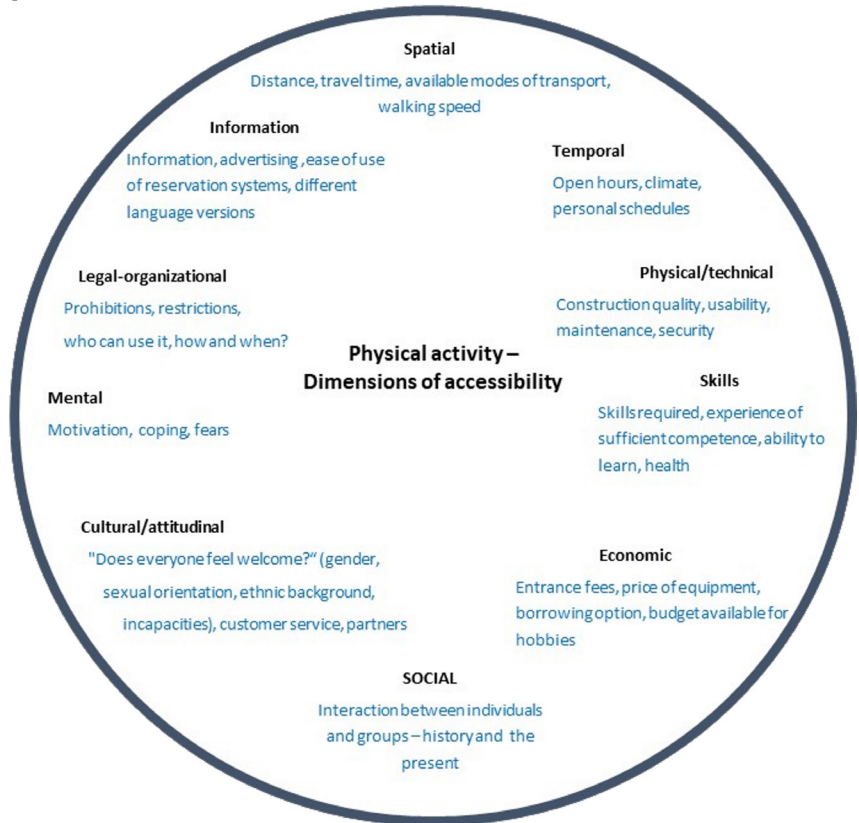 Spatial
Distance, travel time, available modes of transport,
walking speed
Information
Information, advertising ,ease of use
of reservation systems, different
language versions
Temporal
Open hours, climate,
personal schedules
Legal-organizational
Prohibitions, restrictions,
who can use it, how and when?
Physical/technical
Construction quality, usability,
maintenance, security
Physical activity –
Dimensions of accessibility
Mental
Motivation, coping, fears
Skills
Skills required, experience of
sufficient competence, ability to
learn, health
Cultural/attitudinal
"Does everyone feel welcome?“ (gender,
sexual orientation, ethnic background,
incapacities), customer service, partners
Economic
Entrance fees, price of equipment,
borrowing option, budget available for
hobbies
SOCIAL
Interaction between individuals
and groups – history and the
present